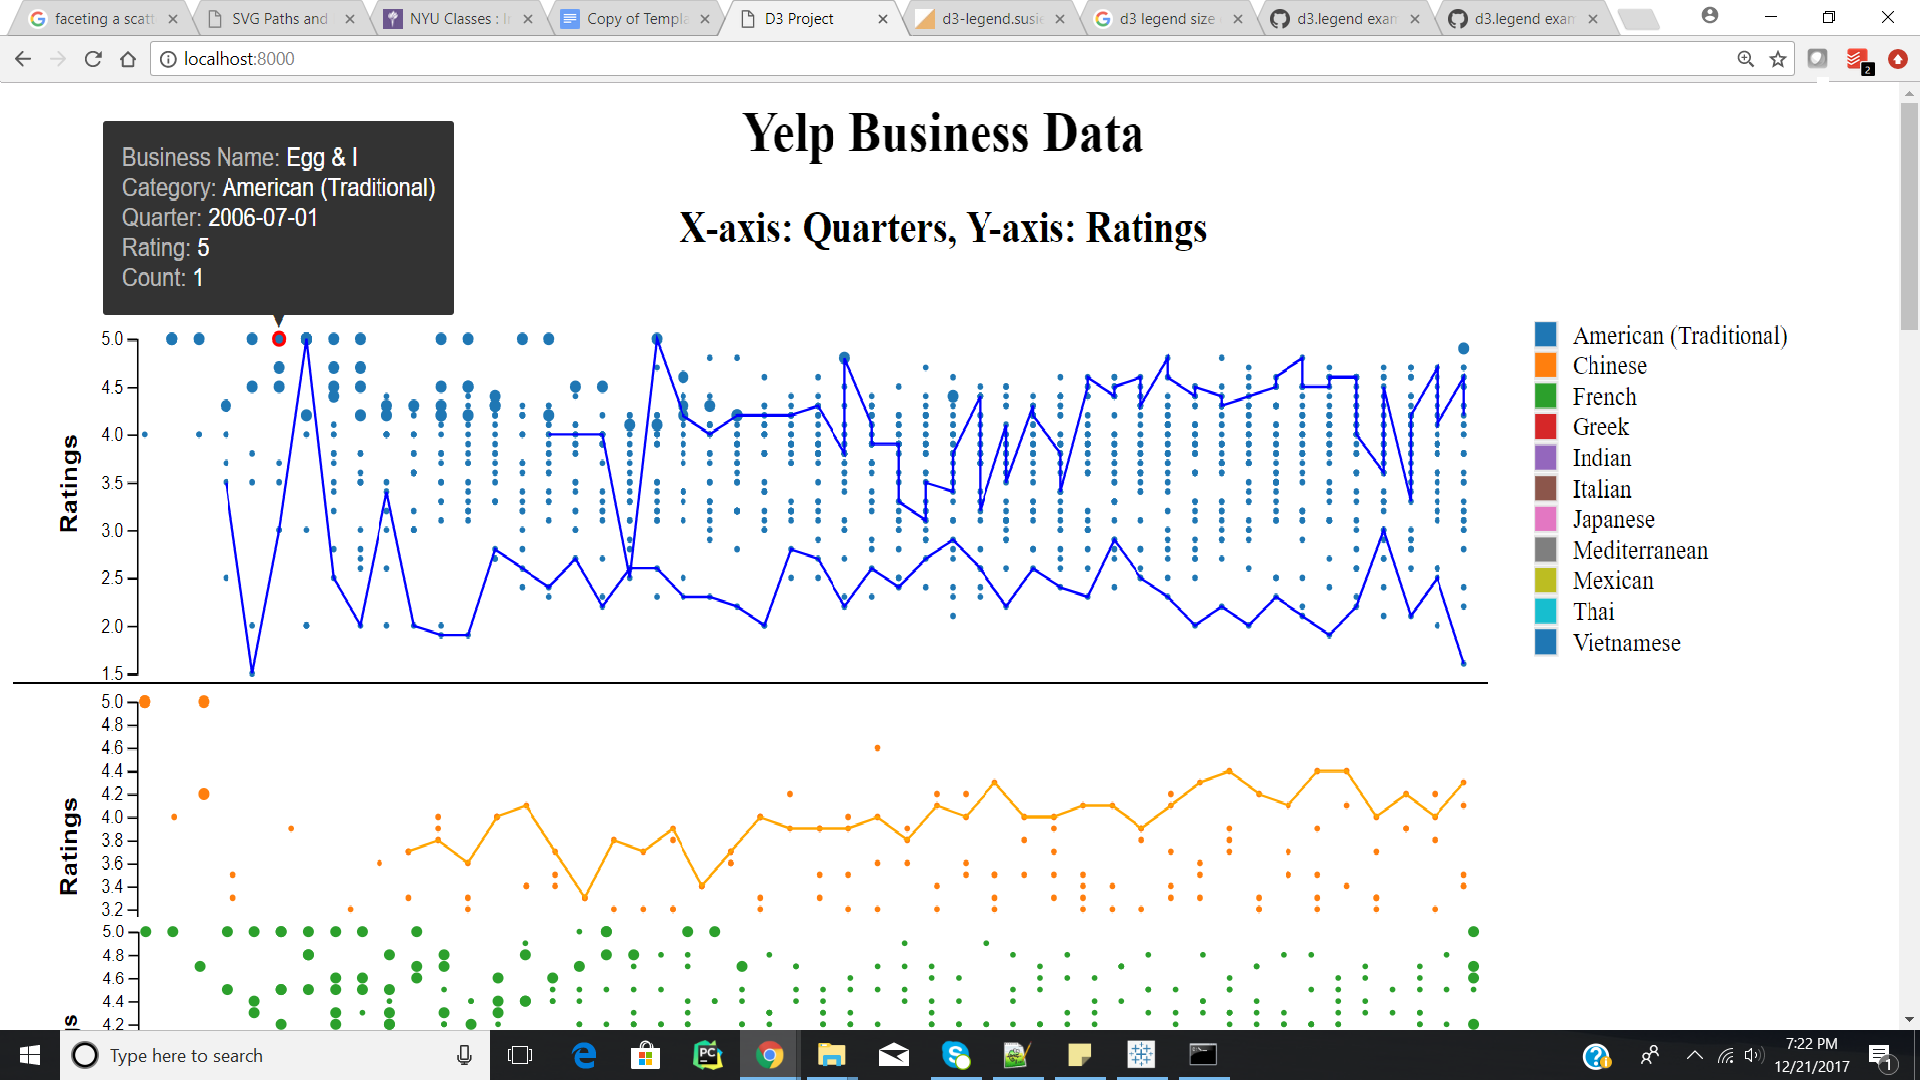 faceting a scatt
SVG Paths and
NYU Classes : I
Copy of Templa
D3 Project
d3-legend.susie
d3 legend size
d3.legend exam
d3.legend exam
localhost:8000
2
Yelp Business Data
X-axis: Quarters, Y-axis: Ratings
Business Name: Egg & I
Category: American (Traditional)
Quarter: 2006-07-01
Rating: 5
Count: 1
Ratings
5.0
4.5
4.0
3.5
3.0
2.5
2.0
1.5
American (Traditional)
Chinese
French
Greek
Indian
Italian
Japanese
Mediterranean
Mexican
Thai
Vietnamese
Ratings
5.0
4.8
4.6
4.4
4.2
4.0
3.8
3.6
3.4
3.2
5.0
4.8
4.6
4.4
4.2
gs
Type here to search
PC
7:22 PM
12/21/2017
1